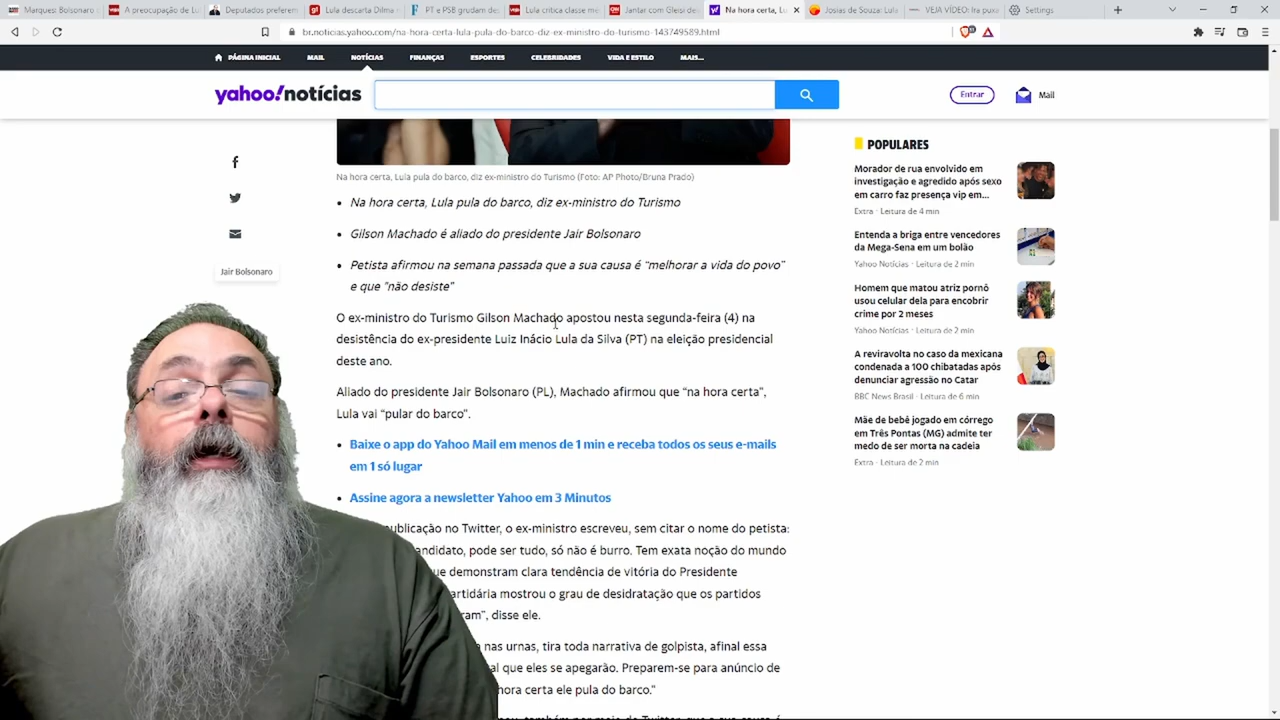 Marques: Bolsonaro
A preocupação de Lu
Deputados preferem
Lula descarta Dilma
PT e PSB grudam des
Lula critica classe me
Jantar com Gleisi de
Na hora certa, Lu
Josias de Souza: Lula
VEJA VÍDEO: Ira puxo
Settings
br.noticias.yahoo.com/na-hora-certa-lula-pula-do-barco-diz-ex-ministro-do-turismo-143749589.html
PÁGINA INICIAL MAIL NOTÍCIAS FINANÇAS ESPORTES CELEBRIDADES VIDA E ESTILO MAIS...
yahoo!notícias
Entrar
Mail
Na hora certa, Lula pula do barco, diz ex-ministro do Turismo (Foto: AP Photo/Bruna Prado)
• Na hora certa, Lula pula do barco, diz ex-ministro do Turismo
• Gilson Machado é aliado do presidente Jair Bolsonaro
• Petista afirmou na semana passada que a sua causa é “melhorar a vida do povo”
e que "não desiste"
Jair Bolsonaro
O ex-ministro do Turismo Gilson Machado apostou nesta segunda-feira (4) na
desistência do ex-presidente Luiz Inácio Lula da Silva (PT) na eleição presidencial
deste ano.
Aliado do presidente Jair Bolsonaro (PL), Machado afirmou que “na hora certa”,
Lula vai “pular do barco”.
• Baixe o app do Yahoo Mail em menos de 1 min e receba todos os seus e-mails
em 1 só lugar
• Assine agora a newsletter Yahoo em 3 Minutos
ublicação no Twitter, o ex-ministro escreveu, sem citar o nome do petista:
ndidato, pode ser tudo, só não é burro. Tem exata noção do mundo
que demonstram clara tendência de vitória do Presidente
artidária mostrou o grau de desidratação que os partidos
ram”, disse ele.
nas urnas, tira toda narrativa de golpista, afinal essa
al que eles se apegarão. Preparem-se para anúncio de
hora certa ele pula do barco.”
POPULARES
Morador de rua envolvido em
investigação e agredido após sexo
em carro faz presença vip em...
Extra · Leitura de 4 min
Entenda a briga entre vencedores
da Mega-Sena em um bolão
Yahoo Notícias · Leitura de 2 min
Homem que matou atriz pornô
usou celular dela para encobrir
crime por 2 meses
Yahoo Notícias · Leitura de 2 min
A reviravolta no caso da mexicana
condenada a 100 chibatadas após
denunciar agressão no Catar
BBC News Brasil · Leitura de 6 min
Mãe de bebê jogado em córrego
em Três Pontas (MG) admite ter
medo de ser morta na cadeia
Extra · Leitura de 2 min